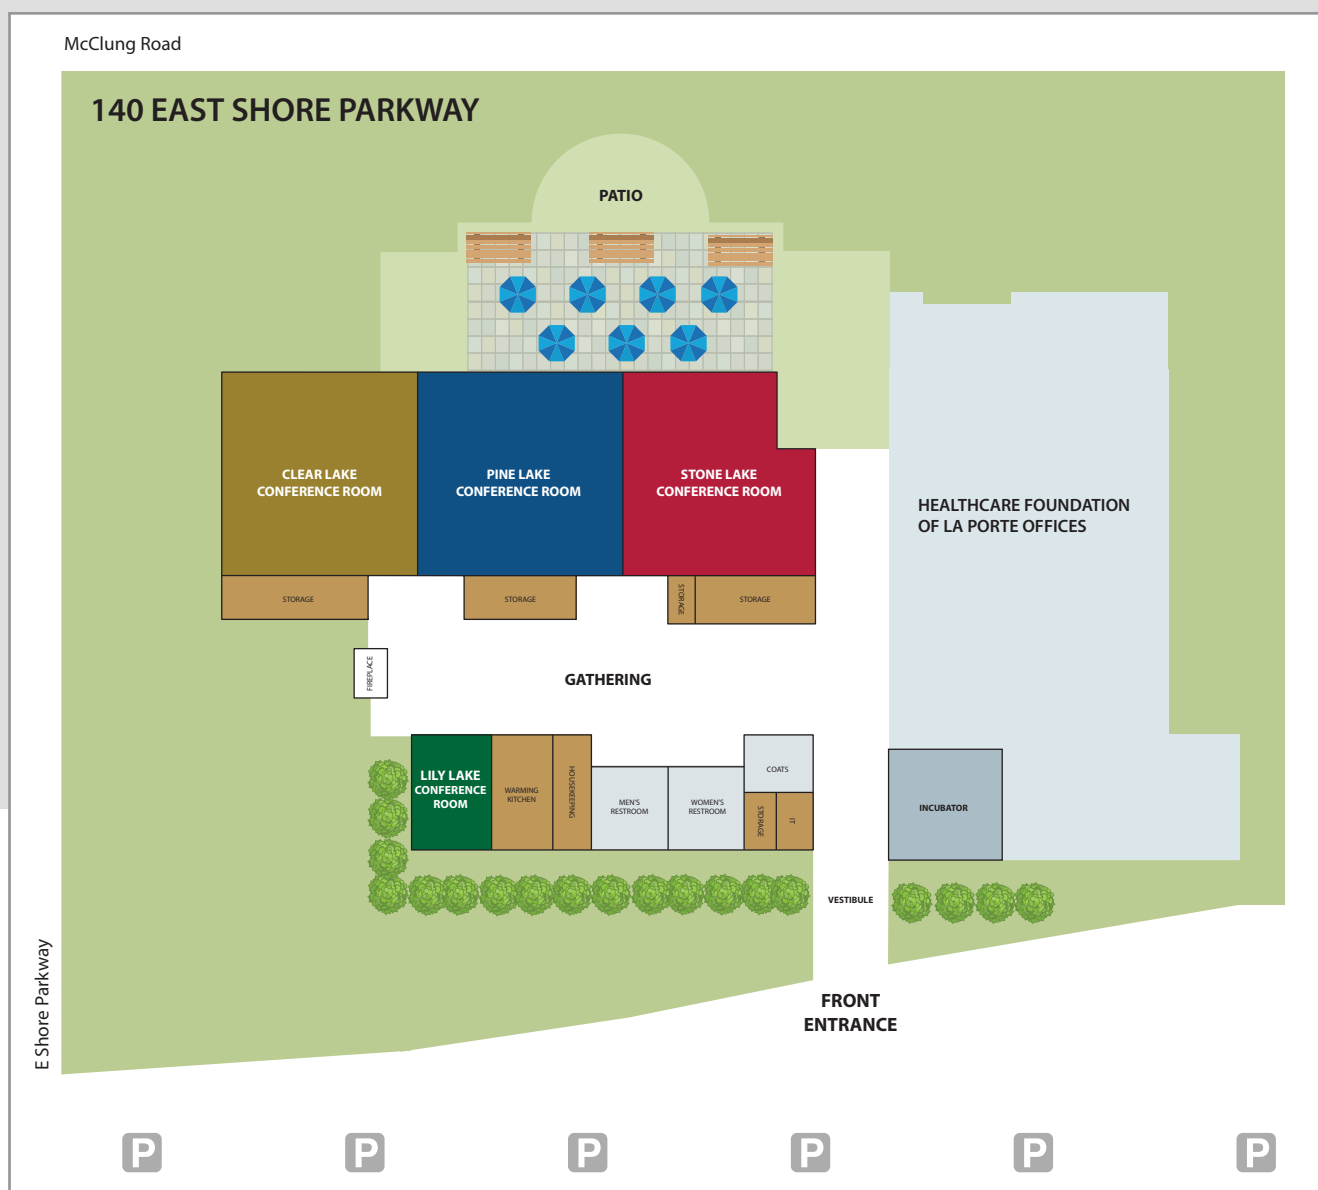 McClung Road
140 EAST SHORE PARKWAY
PATIO
CLEAR LAKE
CONFERENCE ROOM
PINE LAKE
CONFERENCE ROOM
STONE LAKE
CONFERENCE ROOM
HEALTHCARE FOUNDATION
OF LA PORTE OFFICES
STORAGE
STORAGE
STORAGE
STORAGE
FIREPLACE
GATHERING
LILY LAKE
CONFERENCE
ROOM
WARMING
KITCHEN
HOUSEKEEPING
MEN'S
RESTROOM
WOMEN'S
RESTROOM
COATS
STORAGE
IT
INCUBATOR
VESTIBULE
E Shore Parkway
FRONT
ENTRANCE
P
P
P
P
P
P